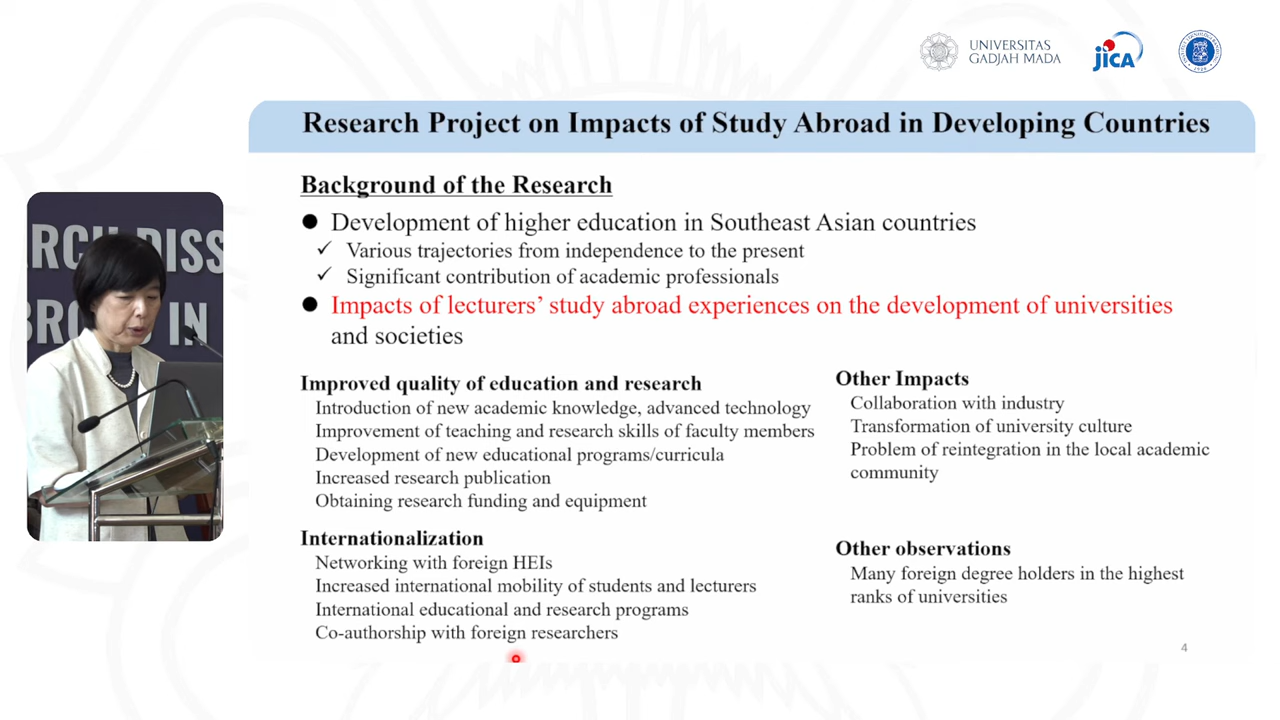 UNIVERSITAS
GADJAH MADA
JICA
Research Project on Impacts of Study Abroad in Developing Countries
RCH DISS
BRO IN
Background of the Research
● Development of higher education in Southeast Asian countries
✓ Various trajectories from independence to the present
✓ Significant contribution of academic professionals
● Impacts of lecturers’ study abroad experiences on the development of universities
and societies
Improved quality of education and research
Introduction of new academic knowledge, advanced technology
Improvement of teaching and research skills of faculty members
Development of new educational programs/curricula
Increased research publication
Obtaining research funding and equipment
Internationalization
Networking with foreign HEIs
Increased international mobility of students and lecturers
International educational and research programs
Co-authorship with foreign researchers
Other Impacts
Collaboration with industry
Transformation of university culture
Problem of reintegration in the local academic
community
Other observations
Many foreign degree holders in the highest
ranks of universities
4